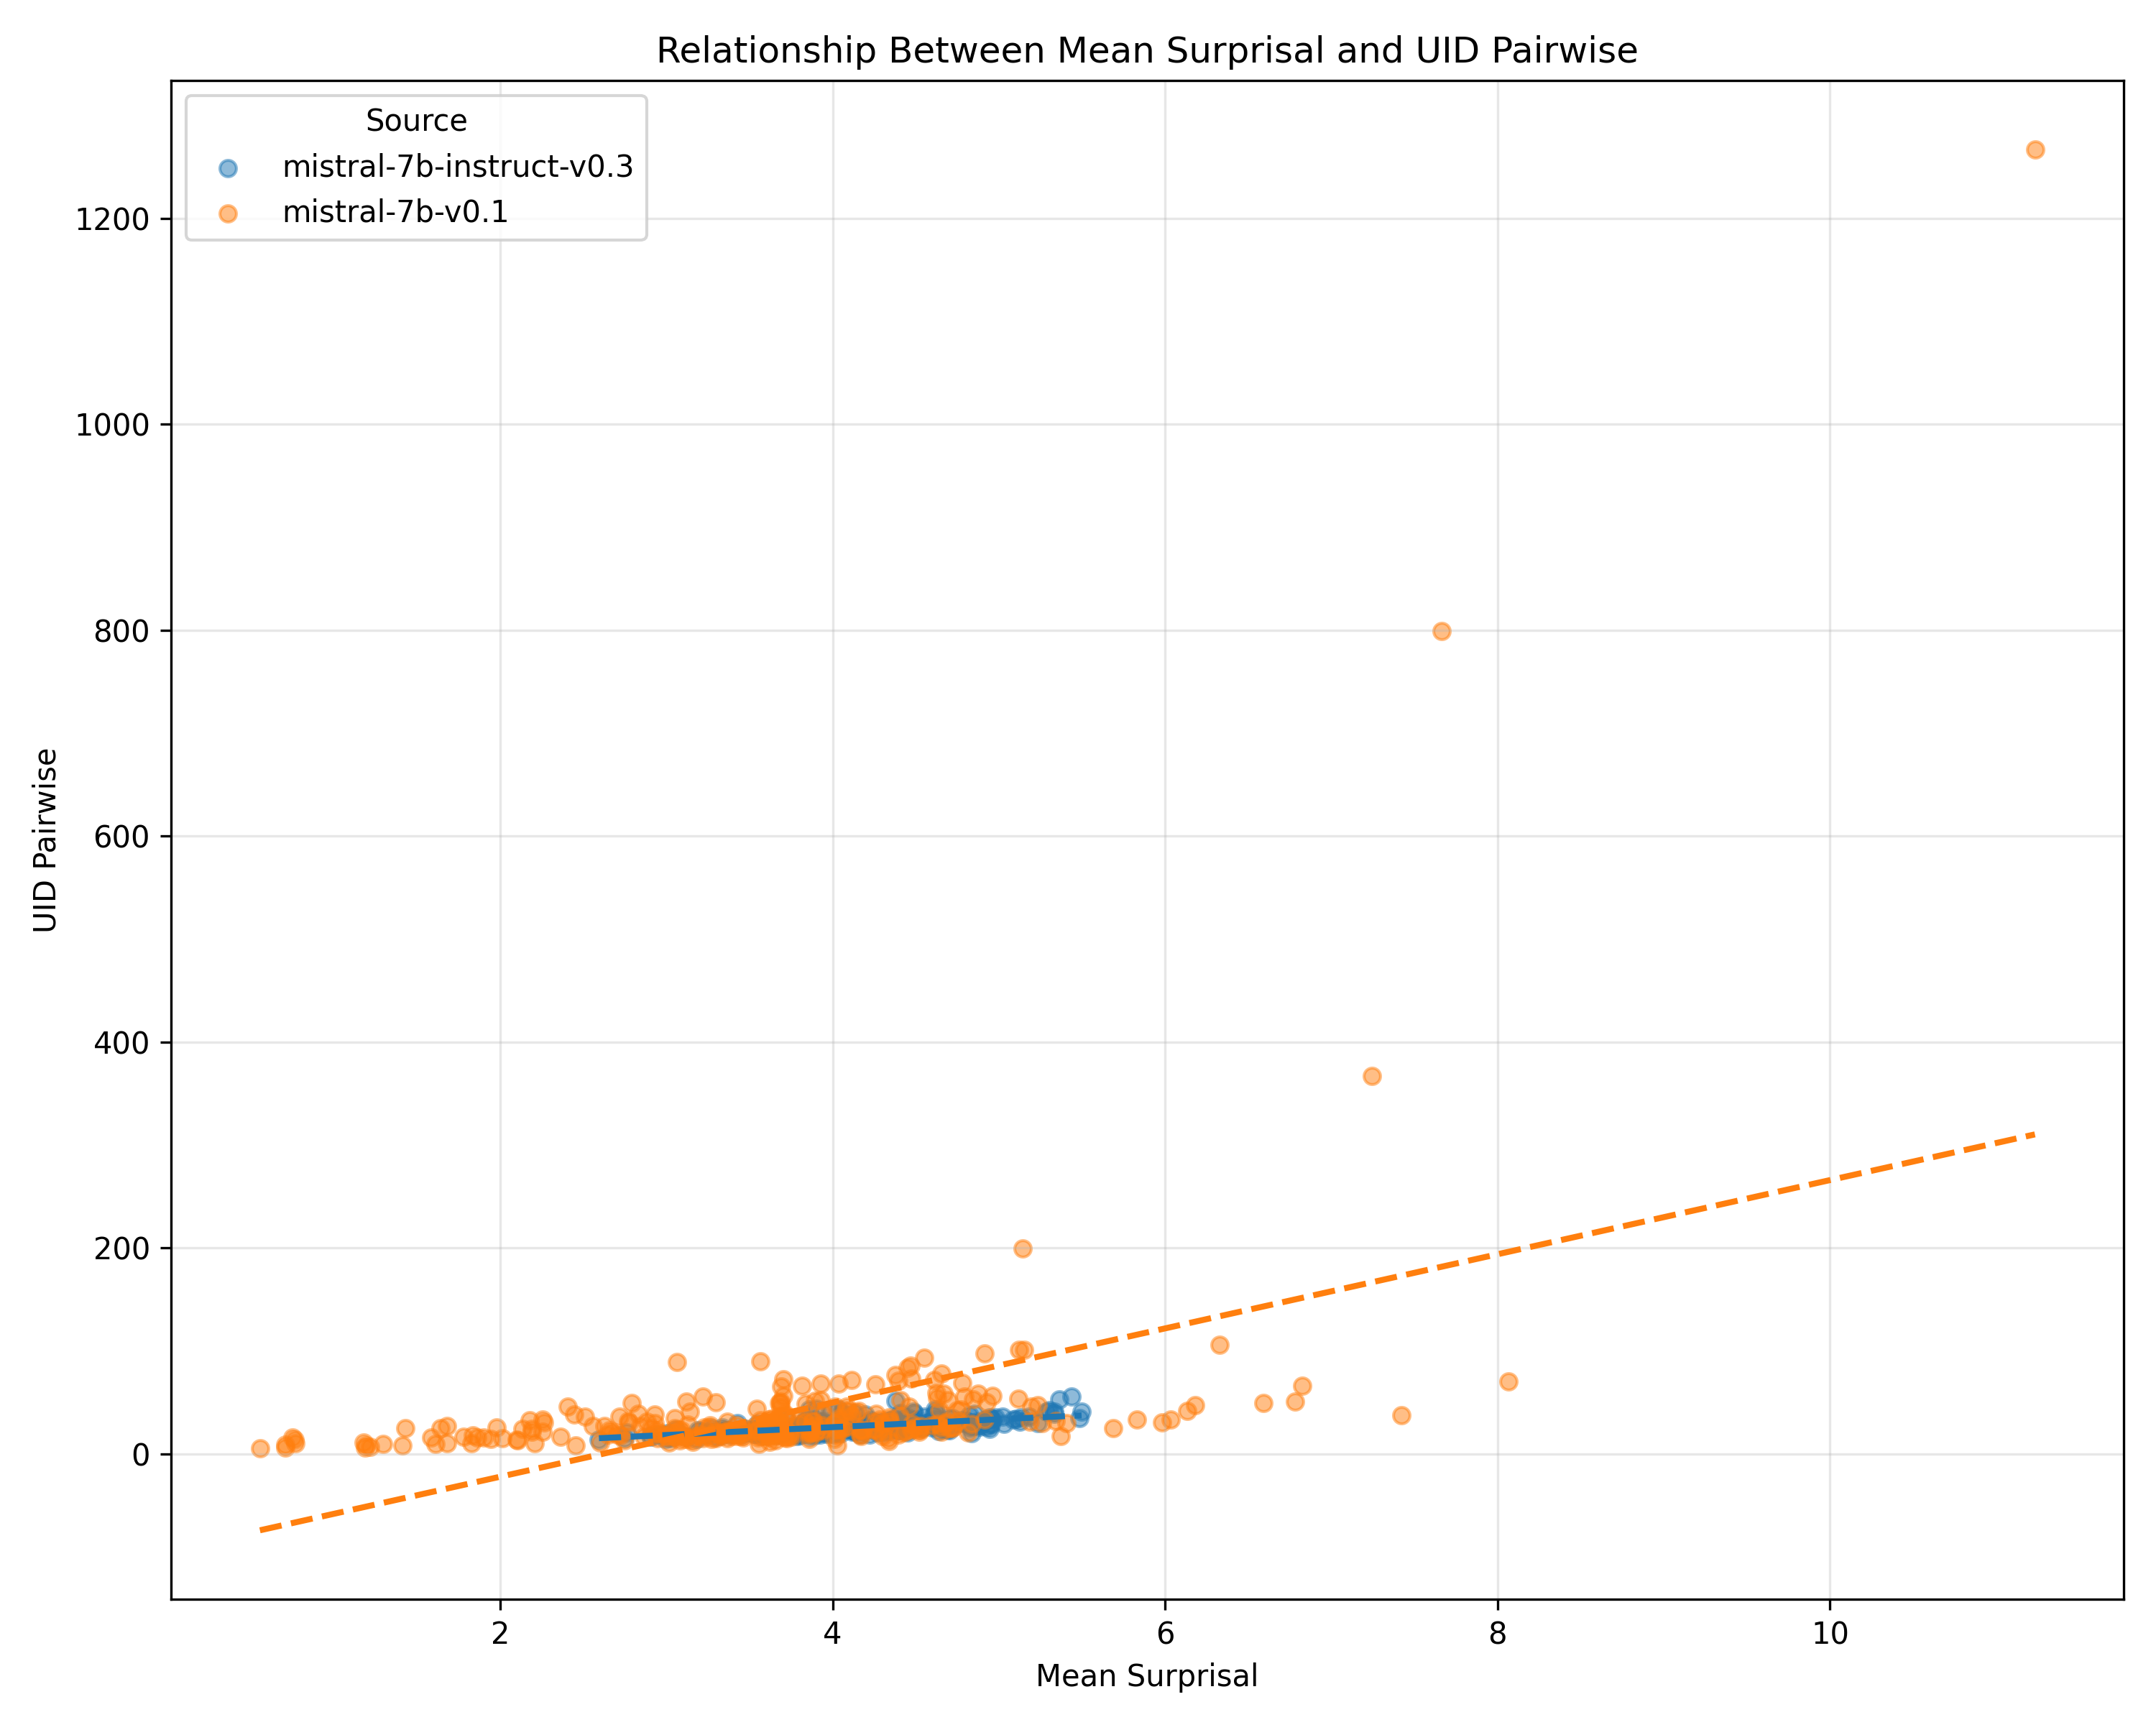 Relationship Between Mean Surprisal and UID Pairwise
Source
mistral-7b-instruct-v0.3
mistral-7b-v0.1
1200
1000
800
600
400
200
0
UID Pairwise
2 4 6 8 10
Mean Surprisal